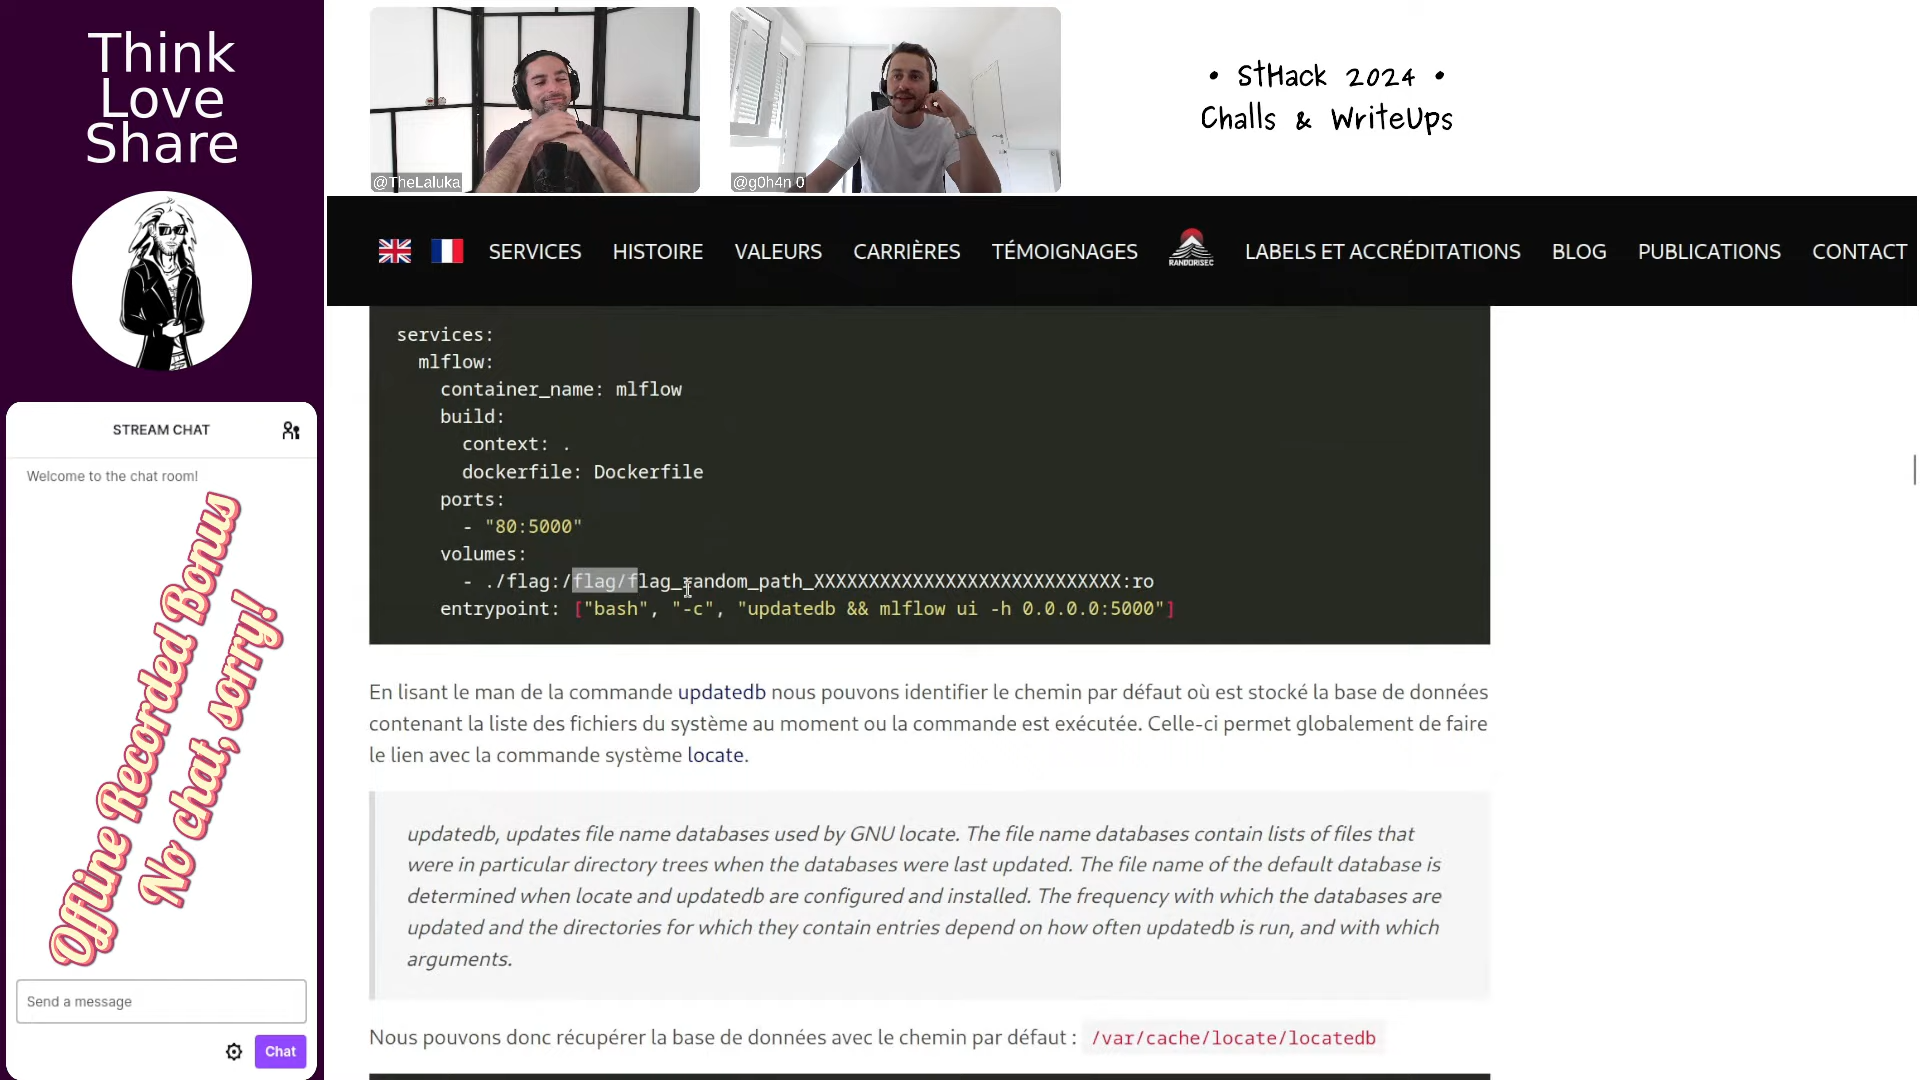 Think
Love
Share
@TheLaluka
@g0h4n 0
• StHack 2024 •
Challs & WriteUps
SERVICES HISTOIRE VALEURS CARRIÈRES TÉMOIGNAGES RANDORISEC LABELS ET ACCRÉDITATIONS BLOG PUBLICATIONS CONTACT
services:
mlflow:
container_name: mlflow
build:
context: .
dockerfile: Dockerfile
ports:
- "80:5000"
volumes:
- ./flag:/flag/flag_random_path_XXXXXXXXXXXXXXXXXXXXXXXXXXXX:ro
entrypoint: ["bash", "-c", "updatedb && mlflow ui -h 0.0.0.0:5000"]
En lisant le man de la commande updatedb nous pouvons identifier le chemin par défaut où est stocké la base de données
contenant la liste des fichiers du système au moment ou la commande est exécutée. Celle-ci permet globalement de faire
le lien avec la commande système locate.
updatedb, updates file name databases used by GNU locate. The file name databases contain lists of files that
were in particular directory trees when the databases were last updated. The file name of the default database is
determined when locate and updatedb are configured and installed. The frequency with which the databases are
updated and the directories for which they contain entries depend on how often updatedb is run, and with which
arguments.
Nous pouvons donc récupérer la base de données avec le chemin par défaut : /var/cache/locate/locatedb
STREAM CHAT
Welcome to the chat room!
Offline Recorded Bonus
No chat, sorry!
Send a message
Chat